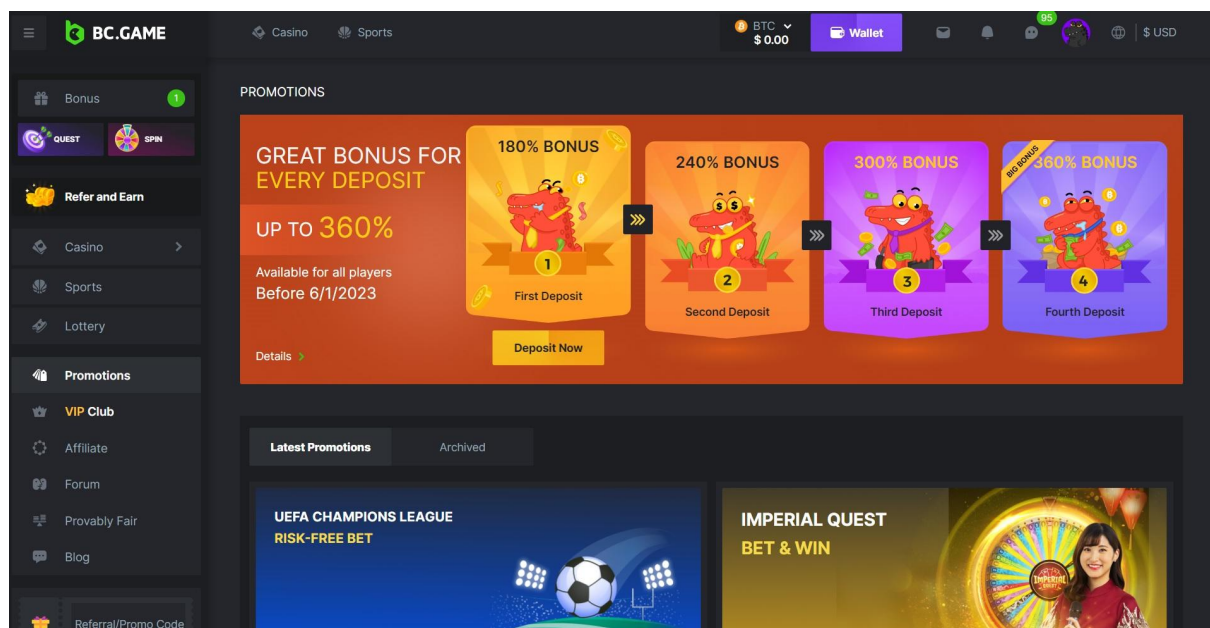 BC.GAME
Casino
Sports
BTC
$ 0.00
Wallet
95
$ USD
Bonus
1
QUEST
SPIN
Refer and Earn
Casino
Sports
Lottery
Promotions
VIP Club
Affiliate
Forum
Provably Fair
Blog
Referral/Promo Code
PROMOTIONS
GREAT BONUS FOR
EVERY DEPOSIT
UP TO 360%
Available for all players
Before 6/1/2023
Details
180% BONUS
1
First Deposit
Deposit Now
240% BONUS
2
Second Deposit
300% BONUS
3
Third Deposit
BIG BONUS
360% BONUS
4
Fourth Deposit
Latest Promotions
Archived
UEFA CHAMPIONS LEAGUE
RISK-FREE BET
IMPERIAL QUEST
BET & WIN
IMPERIAL
QUEST